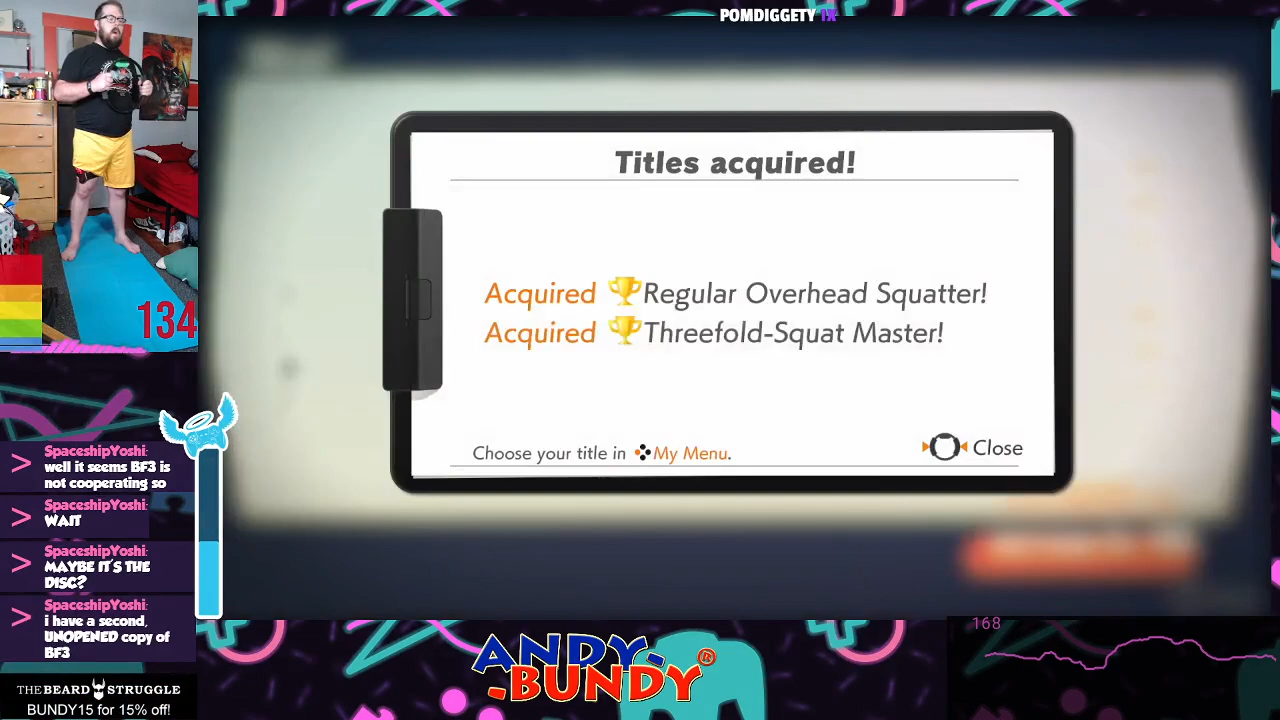 POMDIGGETY IX
Titles acquired!
Acquired 🏆Regular Overhead Squatter!
Acquired 🏆Threefold-Squat Master!
Choose your title in My Menu.
Close
134
> SpaceshipYoshi:
well it seems BF3 is
not cooperating so
> SpaceshipYoshi:
WAIT
> SpaceshipYoshi:
MAYBE IT'S THE
DISC?
> SpaceshipYoshi:
i have a second,
UNOPENED copy of
BF3
THE BEARD STRUGGLE
BUNDY15 for 15% off!
ANDY-
-BUNDY®
168